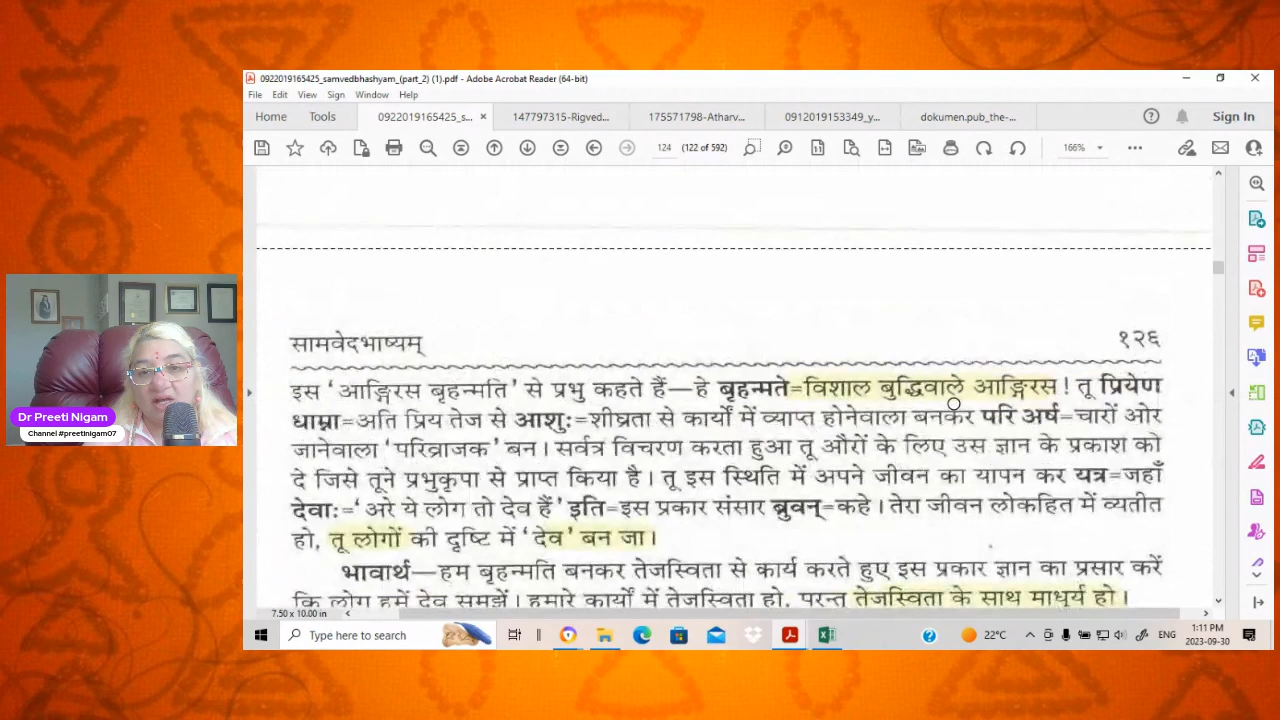 0922019165425_samvedbhashyam_(part_2) (1).pdf - Adobe Acrobat Reader (64-bit)
File Edit View Sign Window Help
Home Tools 0922019165425_s... × 147797315-Rigved... 175571798-Atharv... 0912019153349_y... dokumen.pub_the-... Sign In
124 (122 of 592) 166%
सामवेदभाष्यम् १२६
इस ‘आङ्गिरस बृहन्मति’ से प्रभु कहते हैं—हे बृहन्मते=विशाल बुद्धिवाले आङ्गिरस! तू प्रियेण
धाम्ना=अति प्रिय तेज से आशुः=शीघ्रता से कार्यों में व्याप्त होनेवाला बनकर परि अर्ष=चारों ओर
जानेवाला ‘परिव्राजक’ बन। सर्वत्र विचरण करता हुआ तू औरों के लिए उस ज्ञान के प्रकाश को
दे जिसे तूने प्रभुकृपा से प्राप्त किया है। तू इस स्थिति में अपने जीवन का यापन कर यत्र=जहाँ
देवाः=‘अरे ये लोग तो देव हैं’ इति=इस प्रकार संसार ब्रुवन्=कहे। तेरा जीवन लोकहित में व्यतीत
हो, तू लोगों की दृष्टि में ‘देव’ बन जा।
भावार्थ—हम बृहन्मति बनकर तेजस्विता से कार्य करते हुए इस प्रकार ज्ञान का प्रसार करें
कि लोग हमें देव समझें। हमारे कार्यों में तेजस्विता हो, परन्तु तेजस्विता के साथ माधुर्य हो।
7.50 x 10.00 in
Dr Preeti Nigam
Channel #preetinigam07
Type here to search 22°C ENG 1:11 PM
2023-09-30